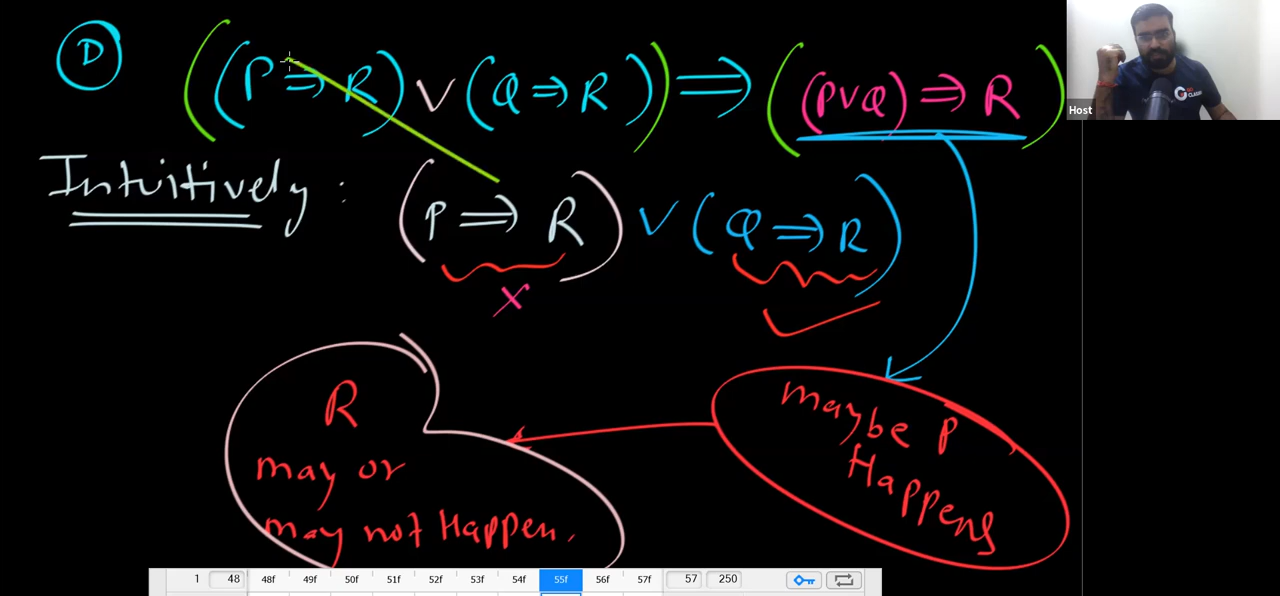 D ((P ⇒ R) ∨ (Q ⇒ R)) ⇒ ((P∨Q) ⇒ R)
Host
Intuitively : (P ⇒ R) ∨ (Q ⇒ R)
R
may or
may not Happen.
maybe P
Happens
1 48 48f 49f 50f 51f 52f 53f 54f 55f 56f 57f 57 250